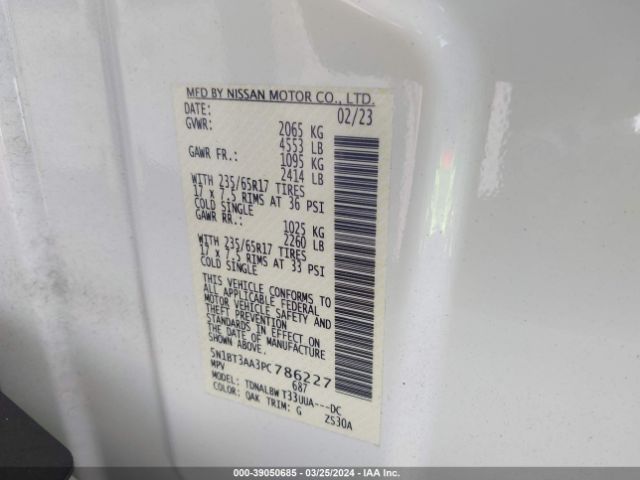 MFD BY NISSAN MOTOR CO., LTD.
DATE: 02/23
GVWR: 2065 KG
4553 LB
GAWR FR.: 1095 KG
2414 LB
WITH 235/65R17 TIRES
17 x 7.5 RIMS AT 36 PSI
COLD SINGLE
GAWR RR.: 1025 KG
2260 LB
WITH 235/65R17 TIRES
17 x 7.5 RIMS AT 33 PSI
COLD SINGLE
THIS VEHICLE CONFORMS TO
ALL APPLICABLE FEDERAL
MOTOR VEHICLE SAFETY AND
THEFT PREVENTION
STANDARDS IN EFFECT ON
THE DATE OF MANUFACTURE
SHOWN ABOVE.
5N1BT3AA3PC786227
MPV 687
MODEL: TDNALBW T33UUA---DC
COLOR: QAK TRIM: G ZS30A
000-39050685 - 03/25/2024 - IAA Inc.